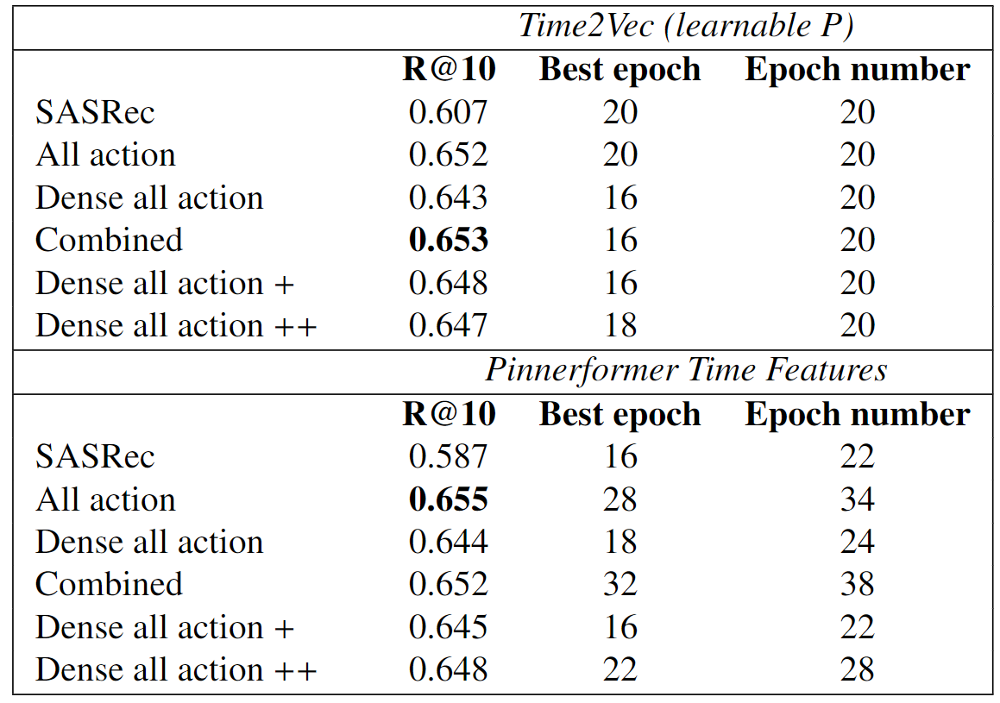 Time2Vec (learnable P)
R@10 Best epoch Epoch number
SASRec 0.607 20 20
All action 0.652 20 20
Dense all action 0.643 16 20
Combined 0.653 16 20
Dense all action + 0.648 16 20
Dense all action ++ 0.647 18 20
Pinnerformer Time Features
R@10 Best epoch Epoch number
SASRec 0.587 16 22
All action 0.655 28 34
Dense all action 0.644 18 24
Combined 0.652 32 38
Dense all action + 0.645 16 22
Dense all action ++ 0.648 22 28